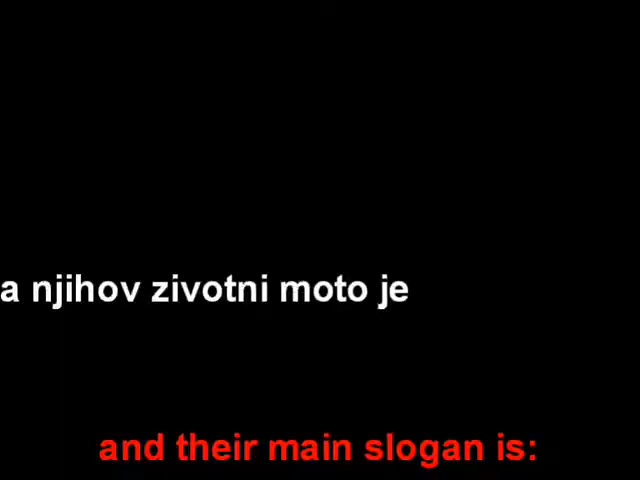 a njihov zivotni moto je
and their main slogan is: